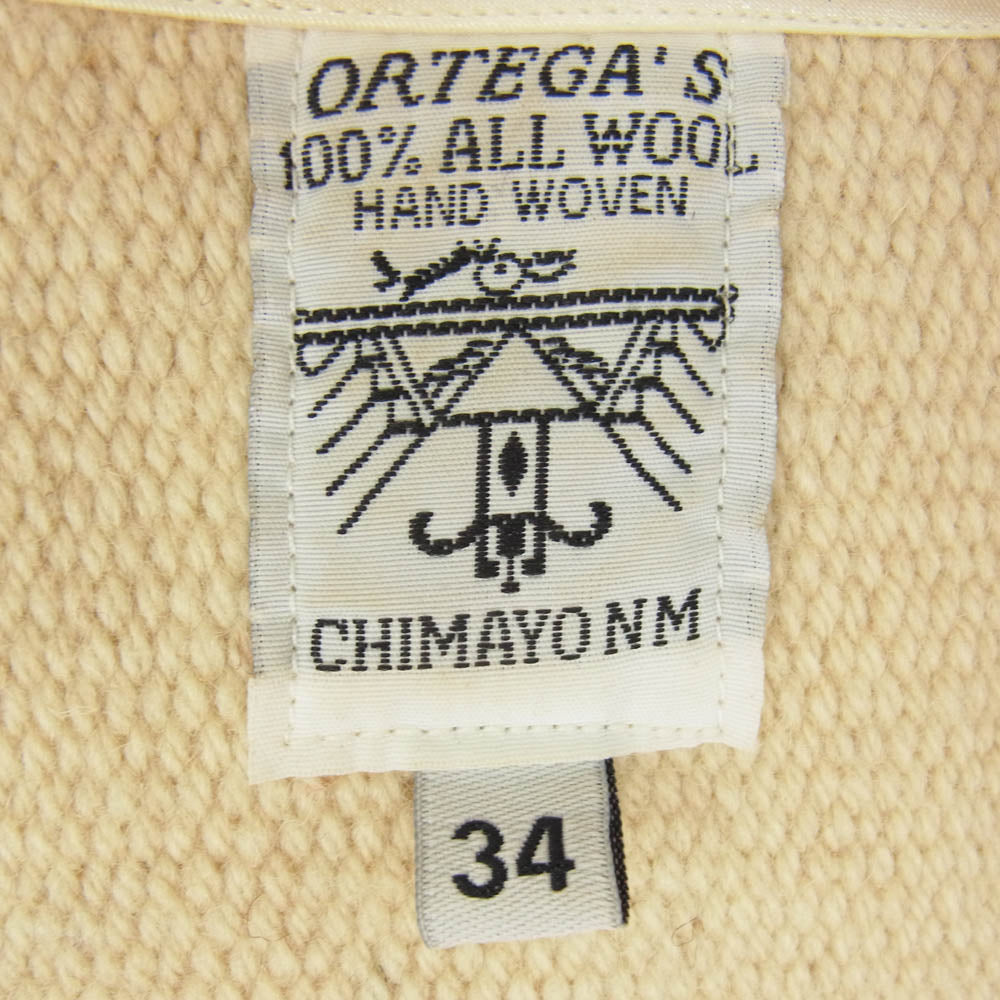 ORTEGA'S
100% ALL WOOL
HAND WOVEN
CHIMAYO NM
34